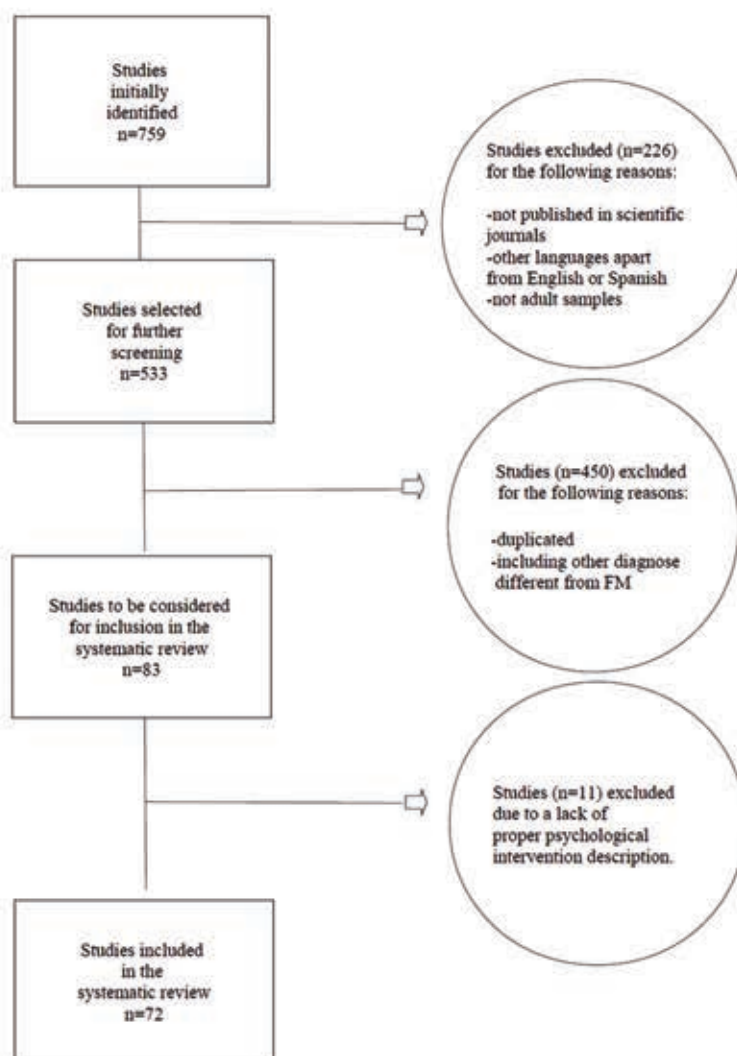 Studies
initially
identified
n=759
Studies excluded (n=226)
for the following reasons:
-not published in scientific
journals
-other languages apart
from English or Spanish
-not adult samples
Studies selected
for further
screening
n=533
Studies (n=450) excluded
for the following reasons:
-duplicated
-including other diagnose
different from FM
Studies to be considered
for inclusion in the
systematic review
n=83
Studies (n=11) excluded
due to a lack of
proper psychological
intervention description.
Studies included
in the
systematic review
n=72